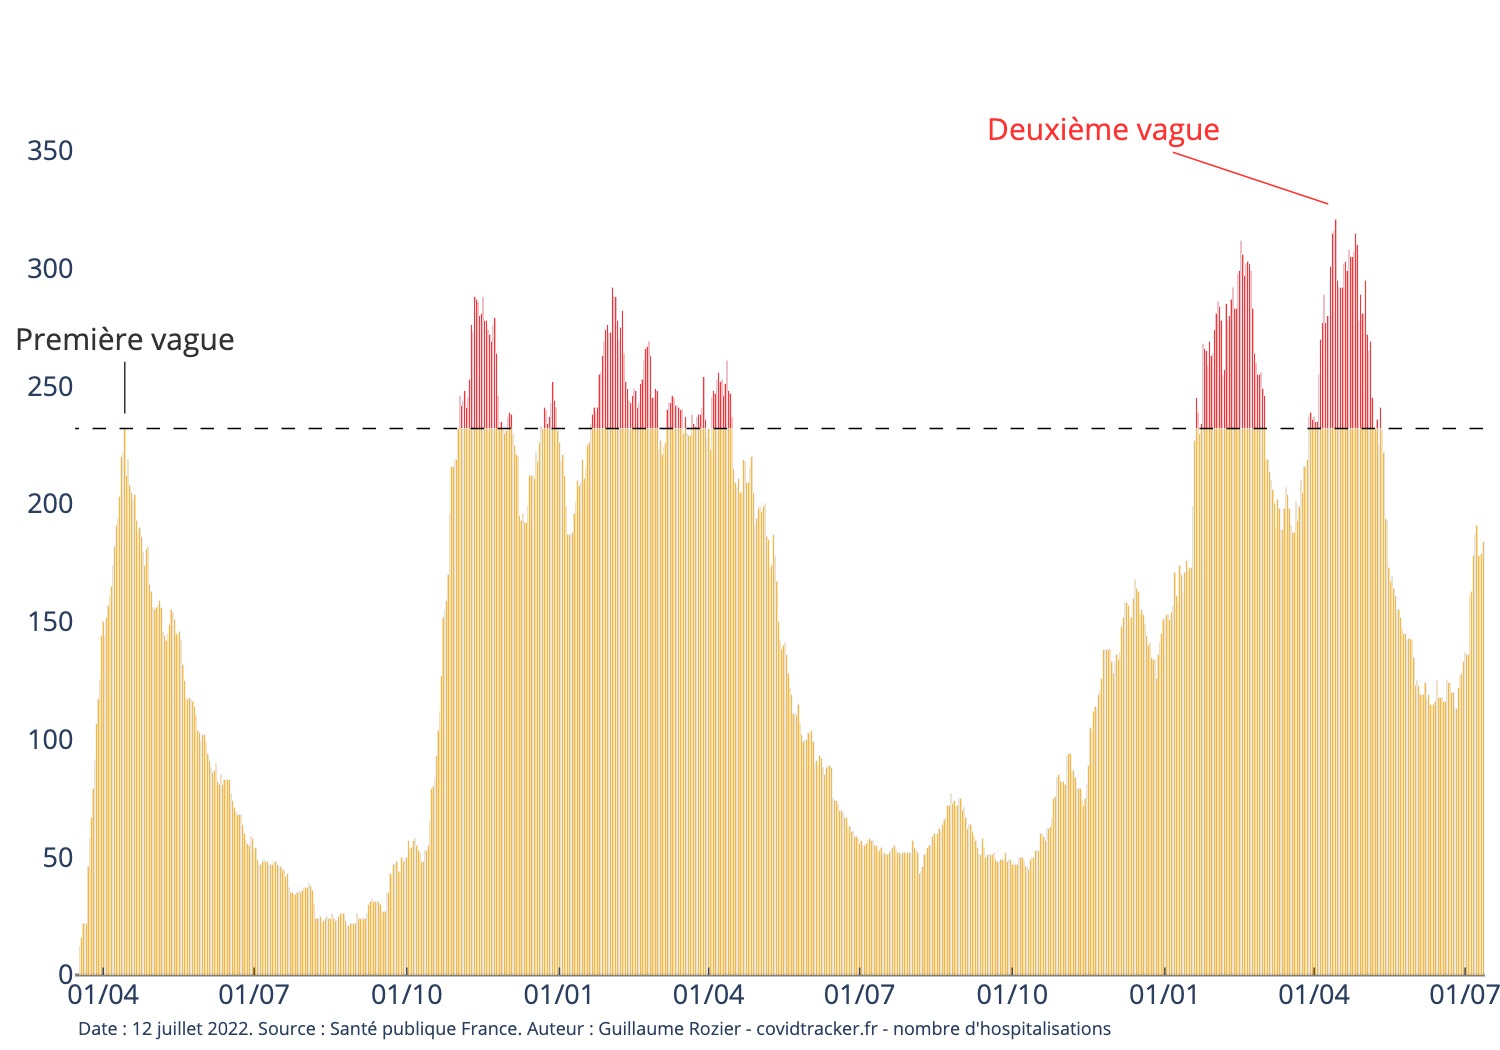 Deuxième vague
350
300
Première vague
250
200
150
100
50
0
01/04 01/07 01/10 01/01 01/04 01/07 01/10 01/01 01/04 01/07
Date : 12 juillet 2022. Source : Santé publique France. Auteur : Guillaume Rozier - covidtracker.fr - nombre d'hospitalisations